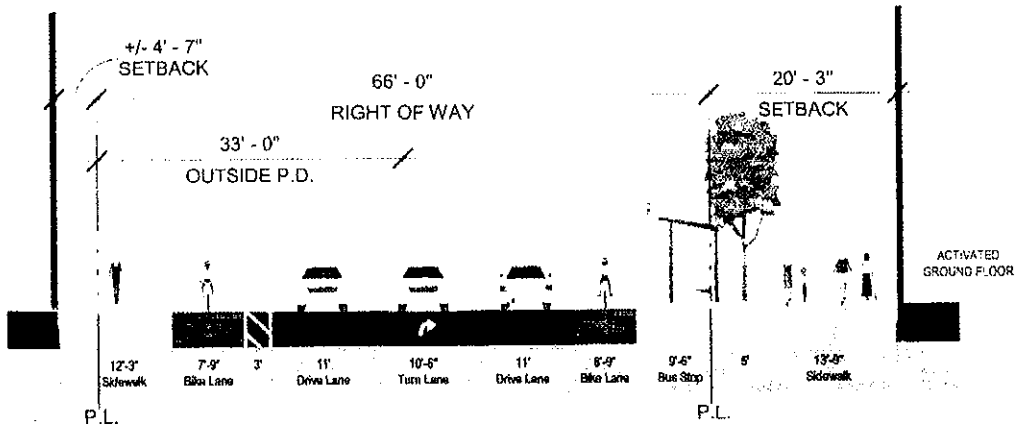 +/- 4' - 7"
SETBACK
66' - 0"
RIGHT OF WAY
20' - 3"
SETBACK
33' - 0"
OUTSIDE P.D.
ACTIVATED
GROUND FLOOR
12'-3"
Sidewalk
7'-9"
Bike Lane
3'
11'
Drive Lane
10'-6"
Turn Lane
11'
Drive Lane
6'-9"
Bike Lane
9'-6"
Bus Stop
5'
13'-9"
Sidewalk
P.L.
P.L.